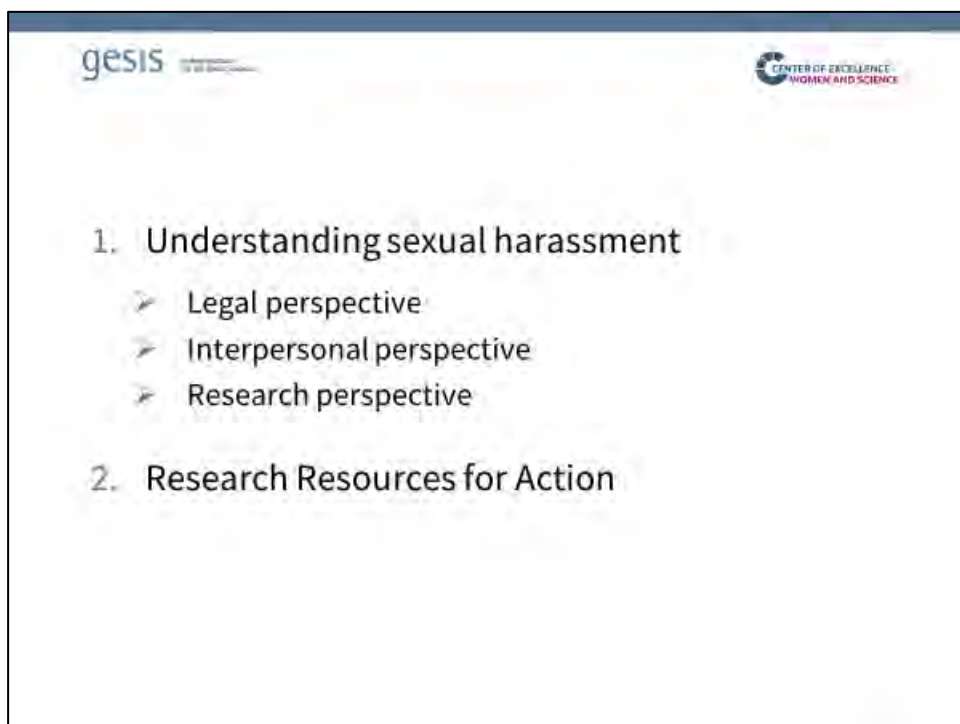 gesis
CENTER OF EXCELLENCE
WOMEN AND SCIENCE
1. Understanding sexual harassment
➢ Legal perspective
➢ Interpersonal perspective
➢ Research perspective
2. Research Resources for Action